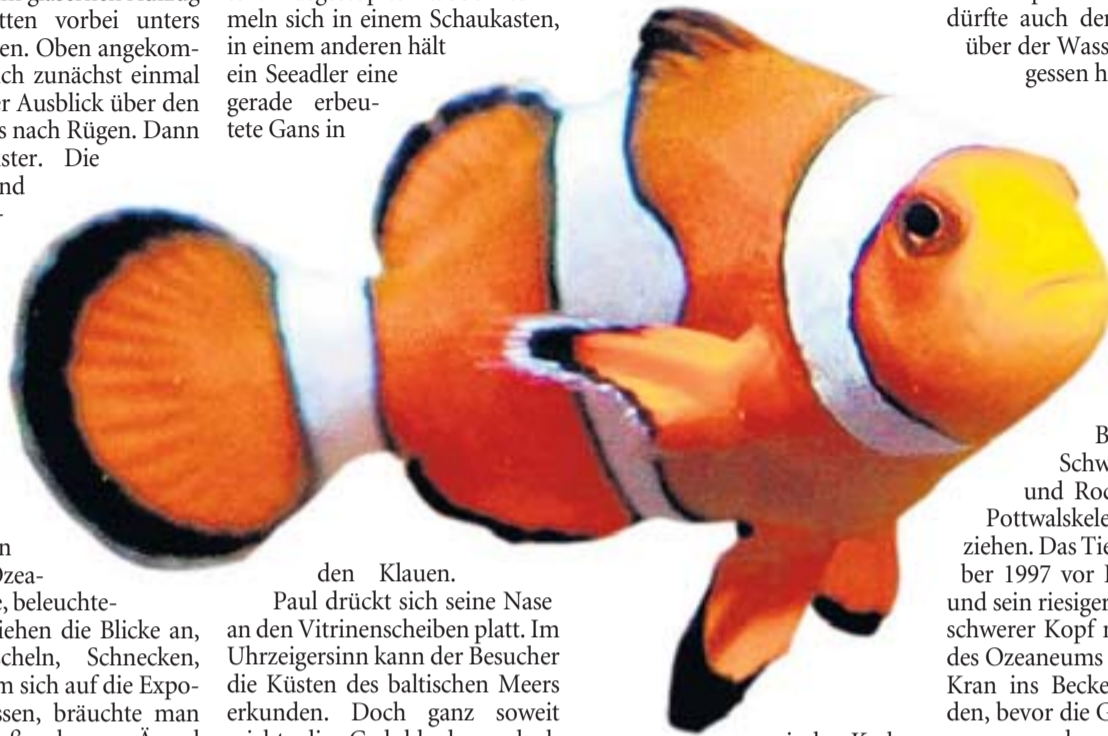 tten vorbei unters
en. Oben angekom-
ch zunächst einmal
er Ausblick über den
s nach Rügen. Dann
ster. Die
nd
n
Ozea-
e, beleuchte-
iehen die Blicke an,
cheln, Schnecken,
m sich auf die Expo-
ssen, bräuchte man
meln sich in einem Schaukasten,
in einem anderen hält
ein Seeadler eine
gerade erbeu-
tete Gans in
den Klauen.
Paul drückt sich seine Nase
an den Vitrinenscheiben platt. Im
Uhrzeigersinn kann der Besucher
die Küsten des baltischen Meers
erkunden. Doch ganz soweit
dürfte auch der
über der Wass
gessen h
B
Schw
und Roc
Pottwalskele
ziehen. Das Tie
ber 1997 vor
und sein riesiger
schwerer Kopf
des Ozeaneums
Kran ins Becke
den, bevor die G